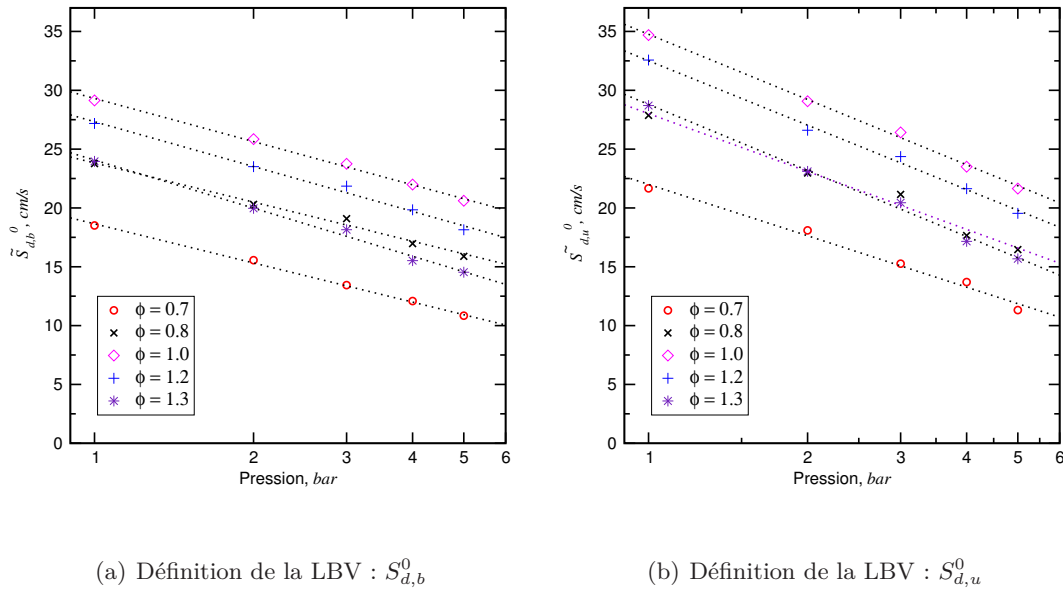 35
30
25
20
15
10
5
0
S̃ d,b 0 , cm/s
ϕ = 0.7
ϕ = 0.8
ϕ = 1.0
ϕ = 1.2
ϕ = 1.3
1 2 3 4 5 6
Pression, bar
(a) Définition de la LBV : S⁰d,b
35
30
25
20
15
10
5
0
S̃ d,u 0 , cm/s
ϕ = 0.7
ϕ = 0.8
ϕ = 1.0
ϕ = 1.2
ϕ = 1.3
1 2 3 4 5 6
Pression, bar
(b) Définition de la LBV : S⁰d,u